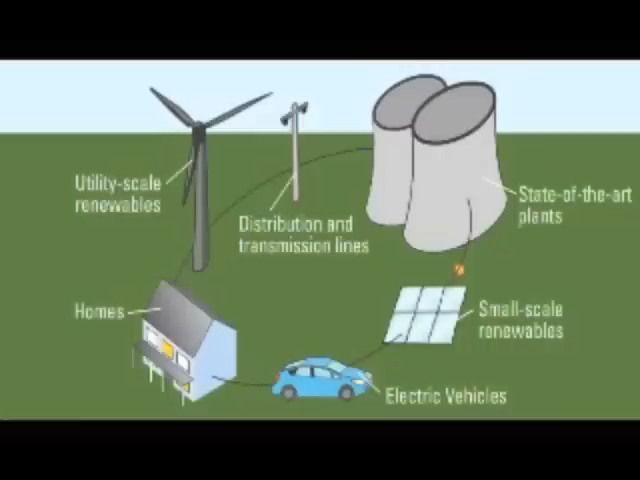 Utility-scale
renewables
Distribution and
transmission lines
State-of-the-art
plants
Homes
Small-scale
renewables
Electric Vehicles